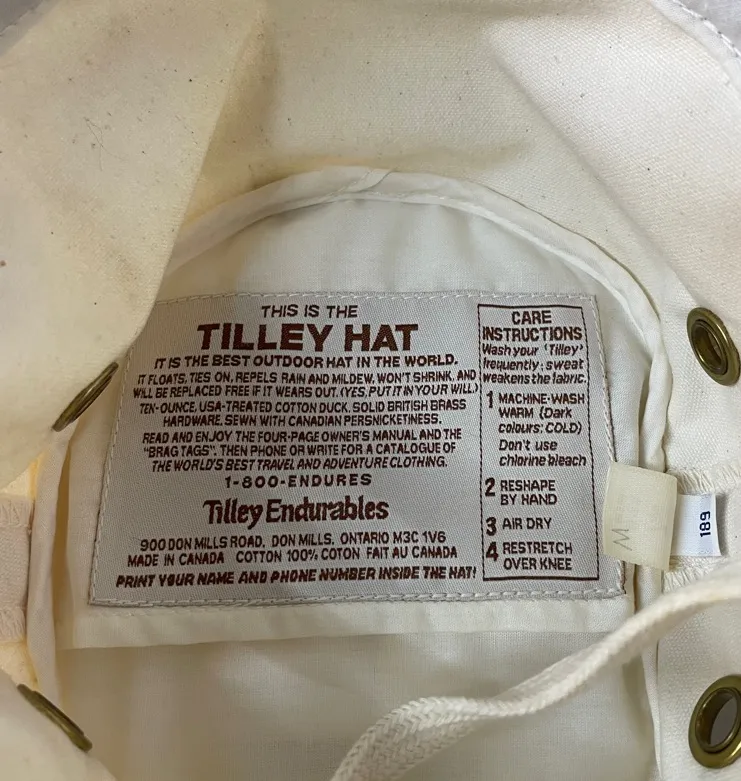 THIS IS THE
TILLEY HAT
IT IS THE BEST OUTDOOR HAT IN THE WORLD.
IT FLOATS, TIES ON, REPELS RAIN AND MILDEW, WON'T SHRINK, AND
WILL BE REPLACED FREE IF IT WEARS OUT. (YES, PUT IT IN YOUR WILL)
TEN-OUNCE, USA-TREATED COTTON DUCK. SOLID BRITISH BRASS
HARDWARE. SEWN WITH CANADIAN PERSNICKETINESS.
READ AND ENJOY THE FOUR-PAGE OWNER'S MANUAL AND THE
"BRAG TAGS". THEN PHONE OR WRITE FOR A CATALOGUE OF
THE WORLD'S BEST TRAVEL AND ADVENTURE CLOTHING.
1-800-ENDURES
Tilley Endurables
900 DON MILLS ROAD, DON MILLS, ONTARIO M3C 1V6
MADE IN CANADA COTTON 100% COTON FAIT AU CANADA
PRINT YOUR NAME AND PHONE NUMBER INSIDE THE HAT!
CARE
INSTRUCTIONS
Wash your 'Tilley'
frequently: sweat
weakens the fabric.
1 MACHINE-WASH
WARM (Dark
colours: COLD)
Don't use
chlorine bleach
2 RESHAPE
BY HAND
3 AIR DRY
4 RESTRETCH
OVER KNEE
M
189